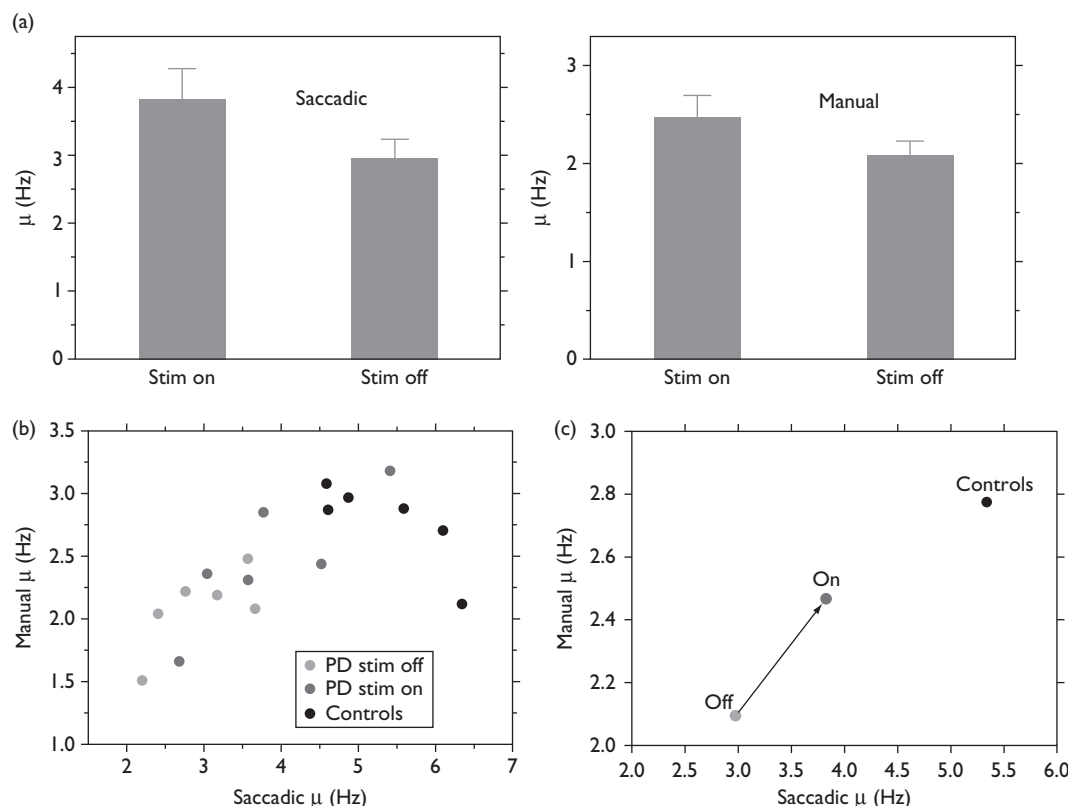 (a)
4
3
2
1
0
μ (Hz)
Saccadic
Stim on
Stim off
3
2
1
0
μ (Hz)
Manual
Stim on
Stim off
(b)
3.5
3.0
2.5
2.0
1.5
1.0
Manual μ (Hz)
PD stim off
PD stim on
Controls
2 3 4 5 6 7
Saccadic μ (Hz)
(c)
3.0
2.8
2.6
2.4
2.2
2.0
Manual μ (Hz)
Controls
On
Off
2.0 2.5 3.0 3.5 4.0 4.5 5.0 5.5 6.0
Saccadic μ (Hz)